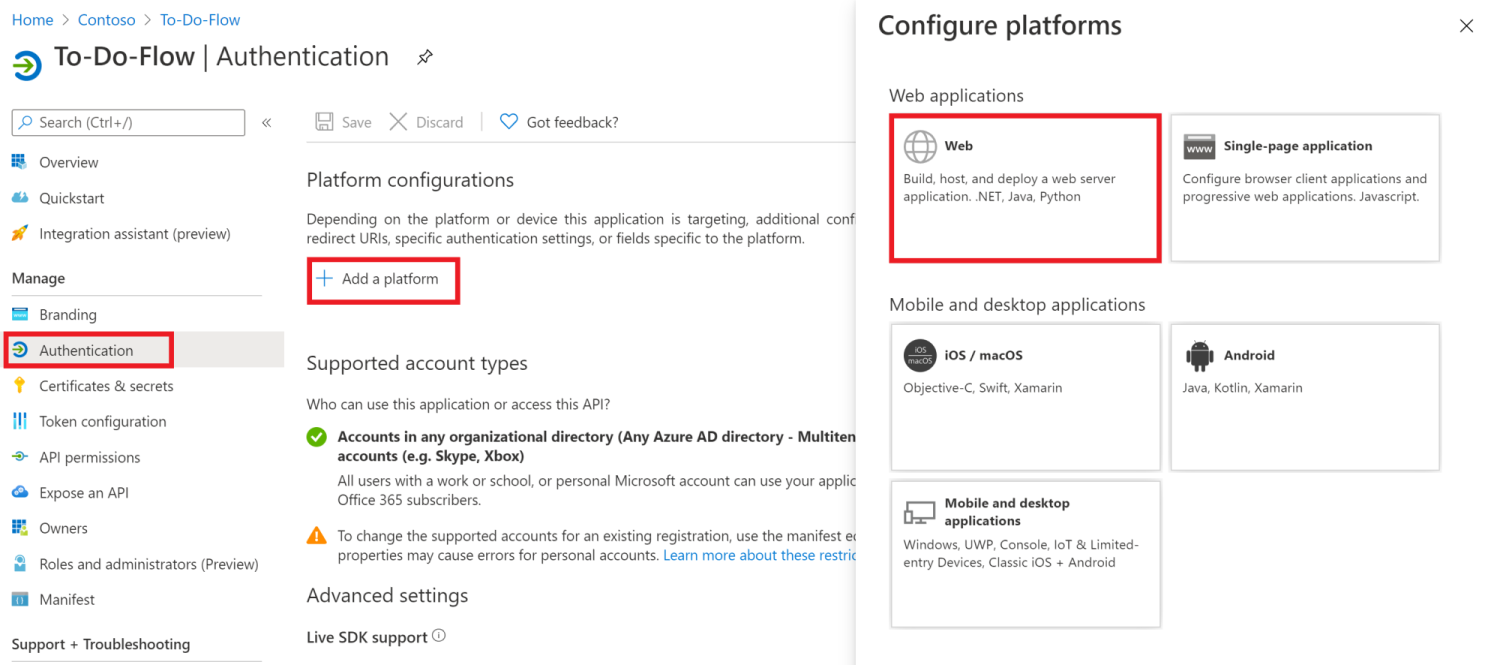 Home > Contoso > To-Do-Flow
To-Do-Flow | Authentication
Search (Ctrl+/)
«
Overview
Quickstart
Integration assistant (preview)
Manage
Branding
Authentication
Certificates & secrets
Token configuration
API permissions
Expose an API
Owners
Roles and administrators (Preview)
Manifest
Support + Troubleshooting
Save
Discard
Got feedback?
Platform configurations
Depending on the platform or device this application is targeting, additional conf
redirect URIs, specific authentication settings, or fields specific to the platform.
Add a platform
Supported account types
Who can use this application or access this API?
Accounts in any organizational directory (Any Azure AD directory - Multiten
accounts (e.g. Skype, Xbox)
All users with a work or school, or personal Microsoft account can use your applic
Office 365 subscribers.
To change the supported accounts for an existing registration, use the manifest e
properties may cause errors for personal accounts. Learn more about these restric
Advanced settings
Live SDK support
Configure platforms
Web applications
Web
Build, host, and deploy a web server
application. .NET, Java, Python
www
Single-page application
Configure browser client applications and
progressive web applications. Javascript.
Mobile and desktop applications
iOS
macOS
iOS / macOS
Objective-C, Swift, Xamarin
Android
Java, Kotlin, Xamarin
Mobile and desktop
applications
Windows, UWP, Console, IoT & Limited-
entry Devices, Classic iOS + Android